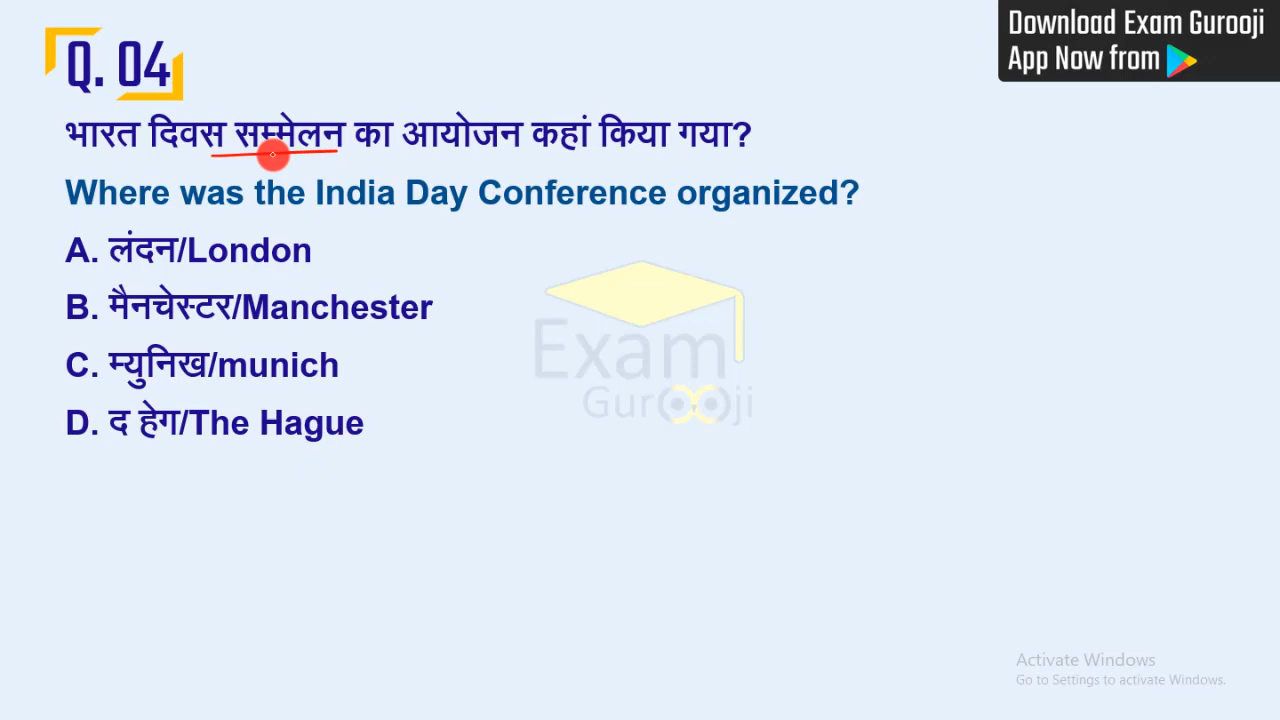 Download Exam Gurooji
App Now from
Q. 04
भारत दिवस सम्मेलन का आयोजन कहां किया गया?
Where was the India Day Conference organized?
A. लंदन/London
B. मैनचेस्टर/Manchester
C. म्युनिख/munich
D. द हेग/The Hague
Exam
Gurooji
Activate Windows
Go to Settings to activate Windows.